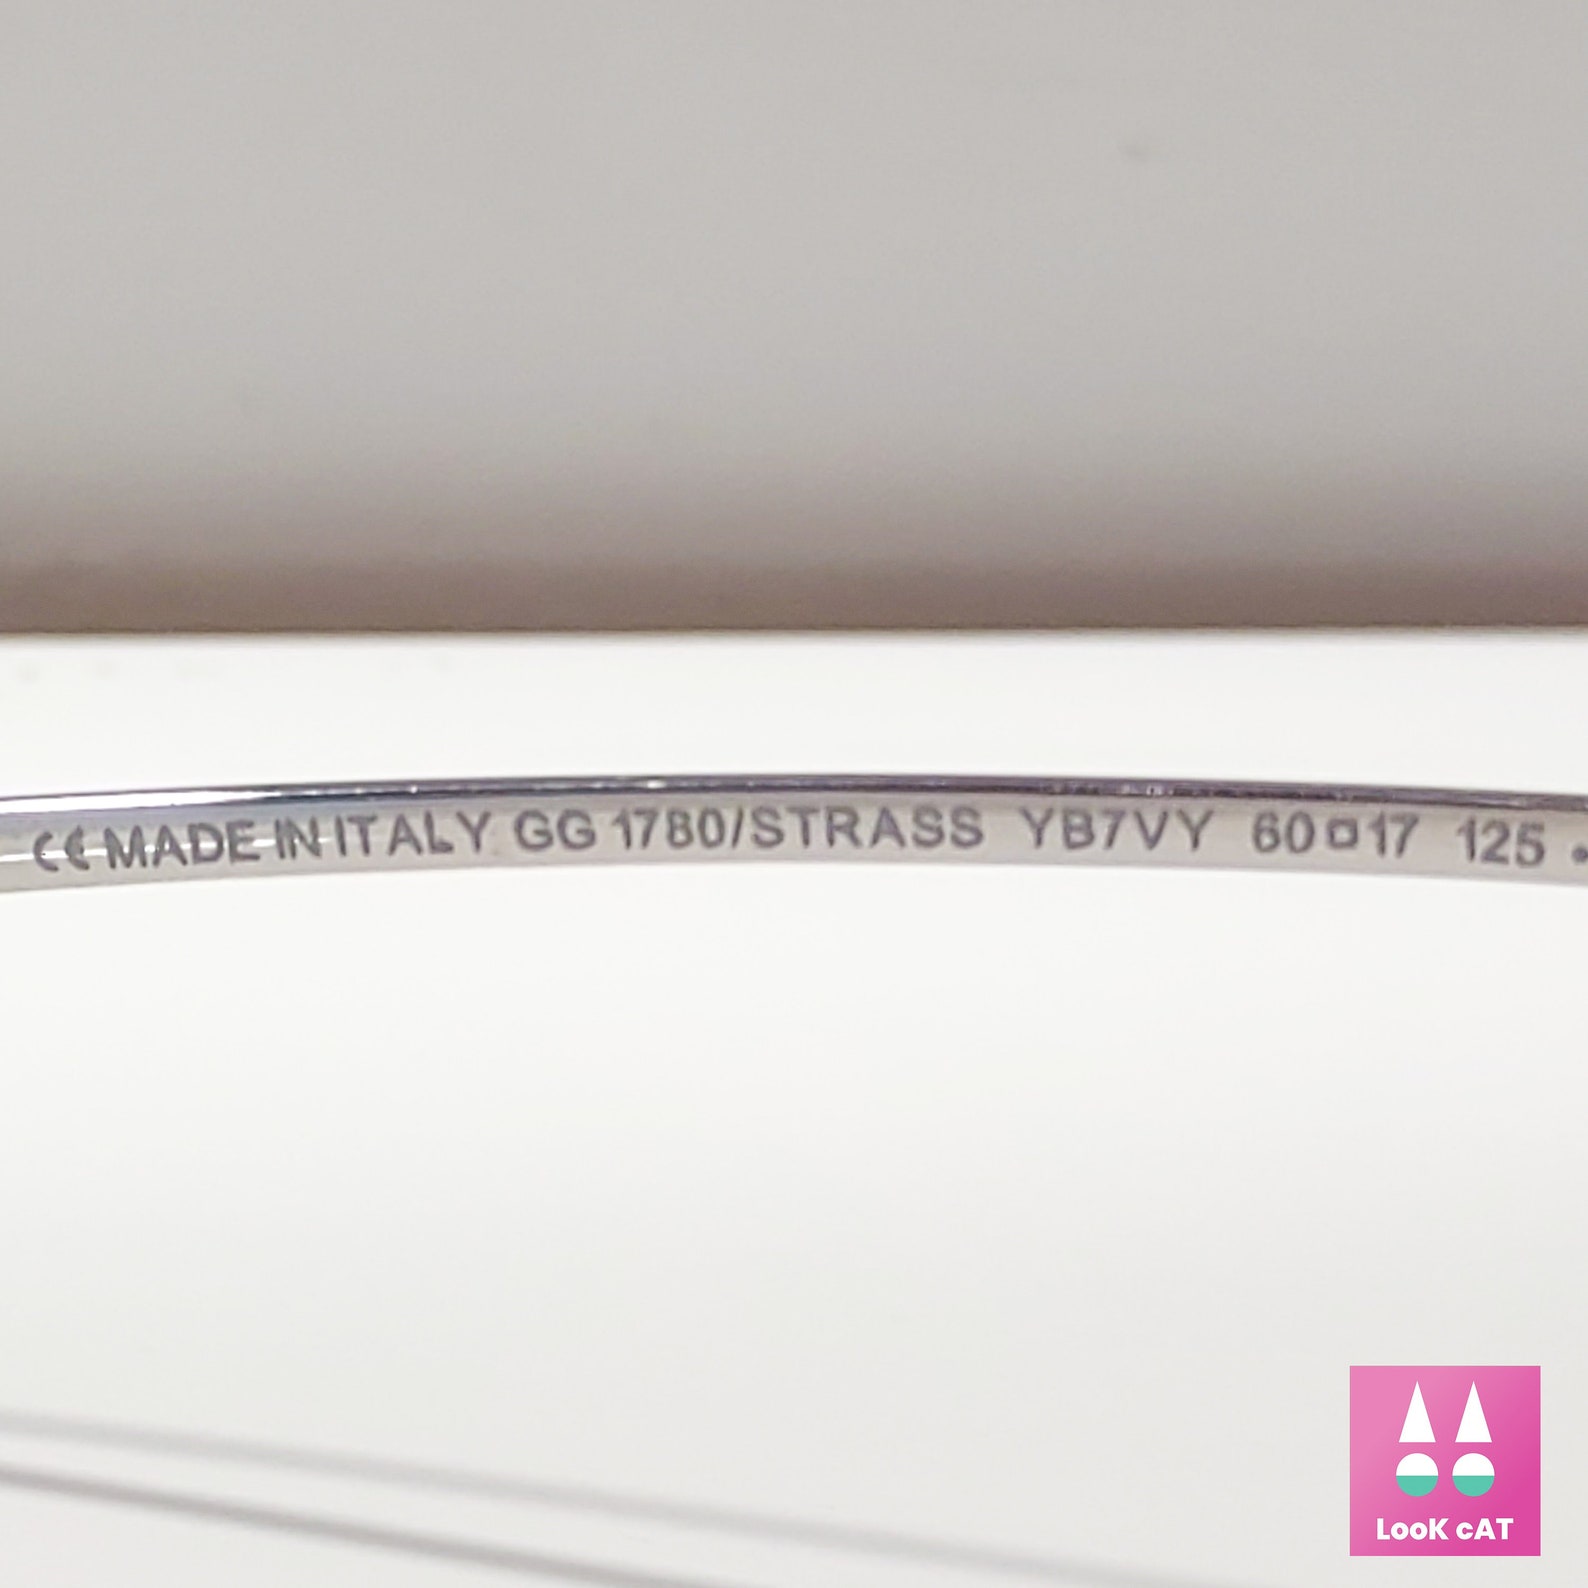 CE MADE IN ITALY GG 1780/STRASS YB7VY 60□17 125
LooK cAT